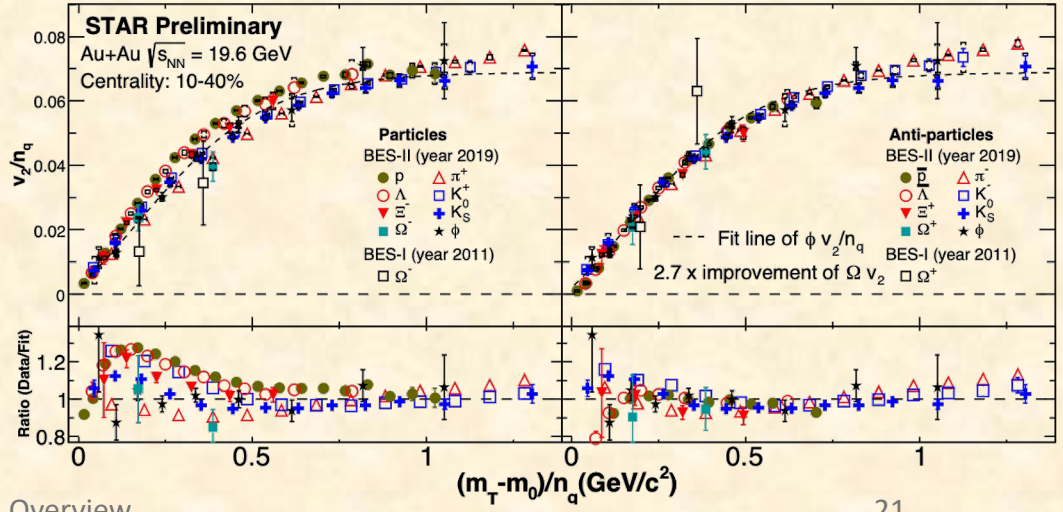 STAR Preliminary
Au+Au √sNN = 19.6 GeV
Centrality: 10-40%
v2/nq
0.08
0.06
0.04
0.02
0
Particles
BES-II (year 2019)
p π+
Λ K+
Ξ- KS
Ω- φ
BES-I (year 2011)
Ω-
Anti-particles
BES-II (year 2019)
p̄ π-
Λ K0
Ξ+ KS
Ω+ φ
BES-I (year 2011)
Ω+
Fit line of φ v2/nq
2.7 x improvement of Ω v2
Ratio (Data/Fit)
1.2
1
0.8
0 0.5 1 0 0.5 1
(mT-m0)/nq(GeV/c2)
Overview
21